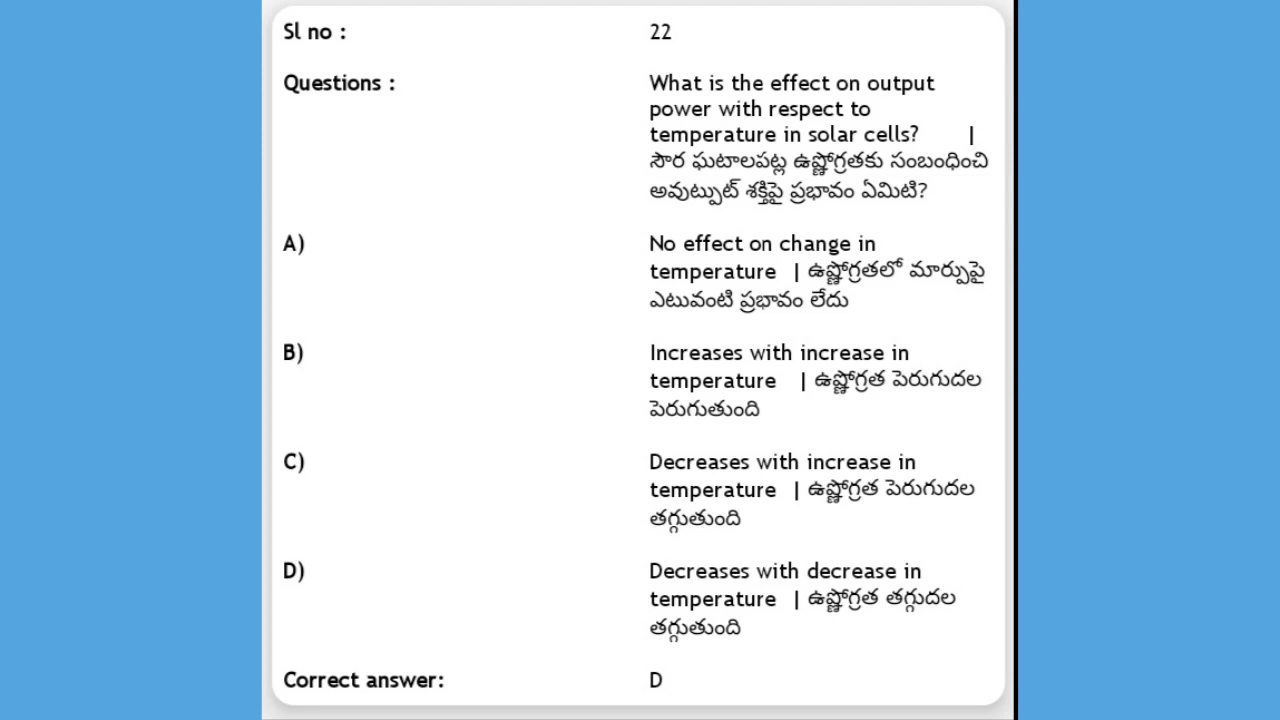 Sl no : 22
Questions : What is the effect on output
power with respect to
temperature in solar cells? |
సౌర ఘటాలపట్ల ఉష్ణోగ్రతకు సంబంధించి
అవుట్పుట్ శక్తిపై ప్రభావం ఏమిటి?
A) No effect on change in
temperature | ఉష్ణోగ్రతలో మార్పుపై
ఎటువంటి ప్రభావం లేదు
B) Increases with increase in
temperature | ఉష్ణోగ్రత పెరుగుదల
పెరుగుతుంది
C) Decreases with increase in
temperature | ఉష్ణోగ్రత పెరుగుదల
తగ్గుతుంది
D) Decreases with decrease in
temperature | ఉష్ణోగ్రత తగ్గుదల
తగ్గుతుంది
Correct answer: D